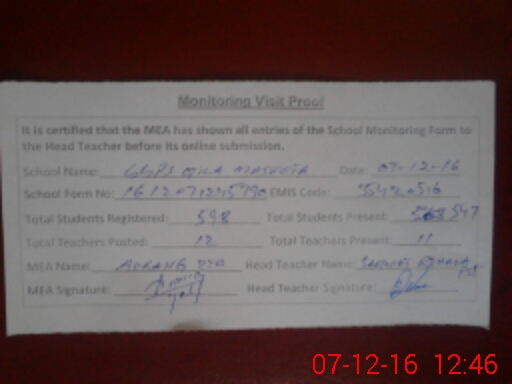 Monitoring Visit Proof
It is certified that the MEA has shown all entries of the School Monitoring Form to
the Head Teacher before its online submission.
School Name: GGPS Date: 07-12-16
School Form No: EMIS Code:
Total Students Registered: 598 Total Students Present: 547
Total Teachers Posted: 12 Total Teachers Present: 11
MEA Name: Head Teacher Name:
MEA Signature: Head Teacher Signature:
07-12-16 12:46